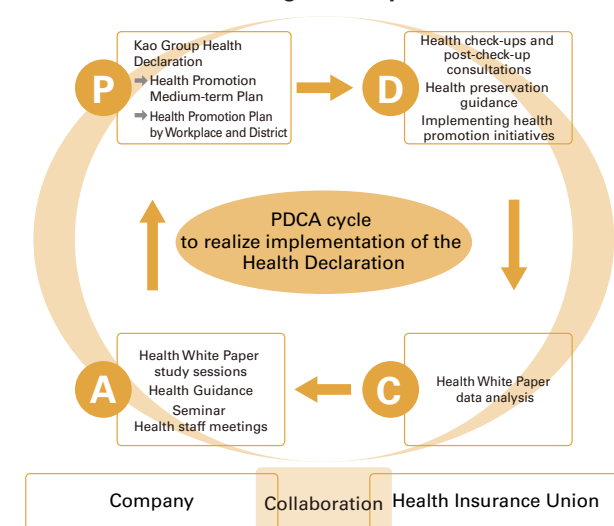 P
Kao Group Health
Declaration
➡Health Promotion
Medium-term Plan
➡Health Promotion Plan
by Workplace and District
D
Health check-ups and
post-check-up
consultations
Health preservation
guidance
Implementing health
promotion initiatives
PDCA cycle
to realize implementation of the
Health Declaration
A
Health White Paper
study sessions
Health Guidance
Seminar
Health staff meetings
C
Health White Paper
data analysis
Company
Collaboration
Health Insurance Union